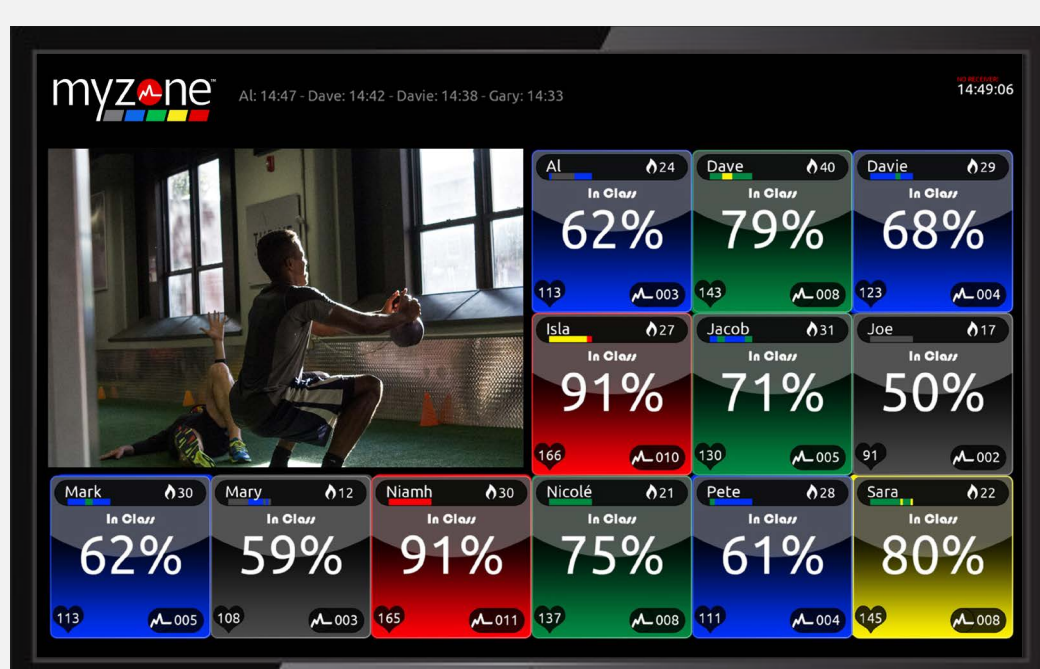 myzone™
Al: 14:47 - Dave: 14:42 - Davie: 14:38 - Gary: 14:33
NO RECEIVER!
14:49:06
Al 24
In Class
62%
113 003
Dave 40
In Class
79%
143 008
Davie 29
In Class
68%
123 004
Isla 27
In Class
91%
166 010
Jacob 31
In Class
71%
130 005
Joe 17
In Class
50%
91 002
Mark 30
In Class
62%
113 005
Mary 12
In Class
59%
108 003
Niamh 30
In Class
91%
165 011
Nicolé 21
In Class
75%
137 008
Pete 28
In Class
61%
111 004
Sara 22
In Class
80%
145 008